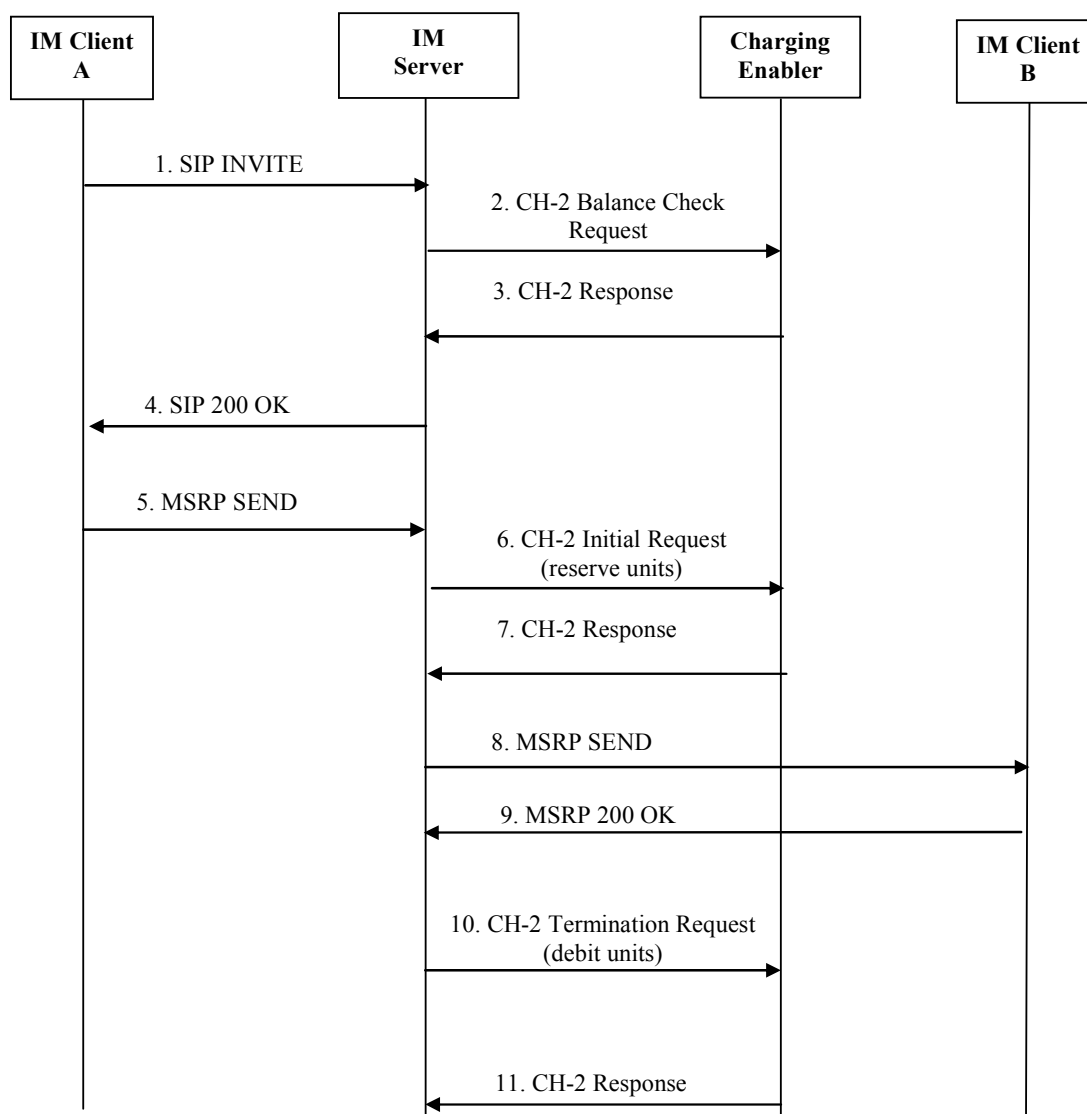 IM Client
A
IM
Server
Charging
Enabler
IM Client
B
1. SIP INVITE
2. CH-2 Balance Check
Request
3. CH-2 Response
4. SIP 200 OK
5. MSRP SEND
6. CH-2 Initial Request
(reserve units)
7. CH-2 Response
8. MSRP SEND
9. MSRP 200 OK
10. CH-2 Termination Request
(debit units)
11. CH-2 Response